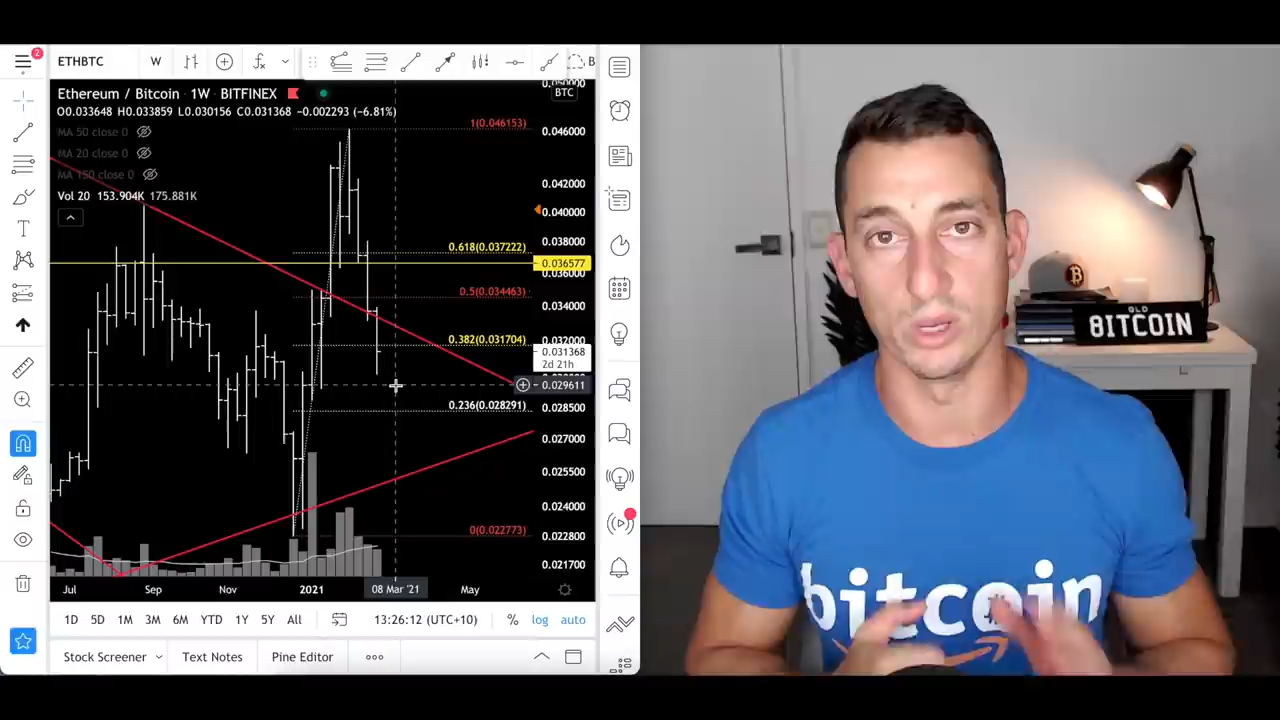 2
ETHBTC
W
B
Ethereum / Bitcoin · 1W · BITFINEX
O0.033648 H0.033859 L0.030156 C0.031368 −0.002293 (−6.81%)
MA 50 close 0
MA 20 close 0
MA 150 close 0
Vol 20 153.904K 175.881K
0.050000
BTC
1(0.046153)
0.046000
0.042000
0.040000
0.038000
0.618(0.037222)
0.036577
0.036000
0.5(0.034463)
0.034000
0.382(0.031704)
0.032000
0.031368
2d 21h
0.029611
0.236(0.028291)
0.028500
0.027000
0.025500
0.024000
0(0.022773)
0.022800
0.021700
Jul
Sep
Nov
2021
08 Mar '21
May
1D 5D 1M 3M 6M YTD 1Y 5Y All
13:26:12 (UTC+10)
% log auto
Stock Screener
Text Notes
Pine Editor
QLD
BITCOIN
bitcoin